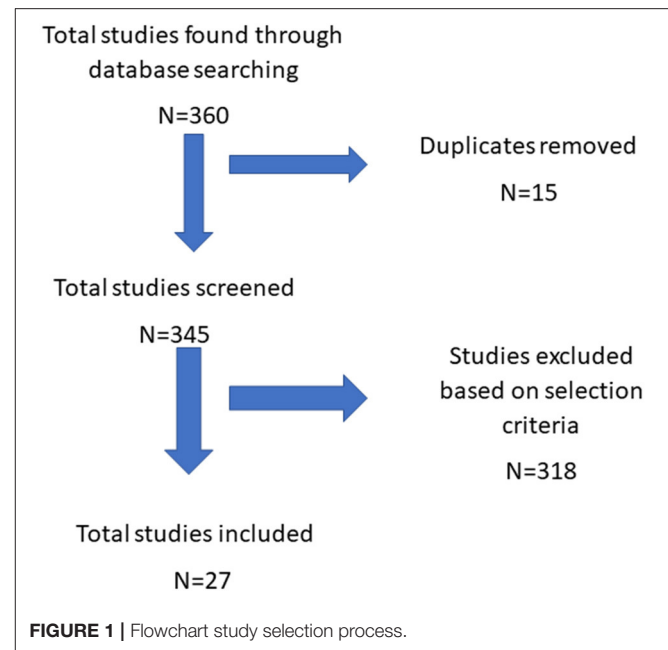 Total studies found through
database searching
N=360
Duplicates removed
N=15
Total studies screened
N=345
Studies excluded
based on selection
criteria
N=318
Total studies included
N=27
FIGURE 1 | Flowchart study selection process.